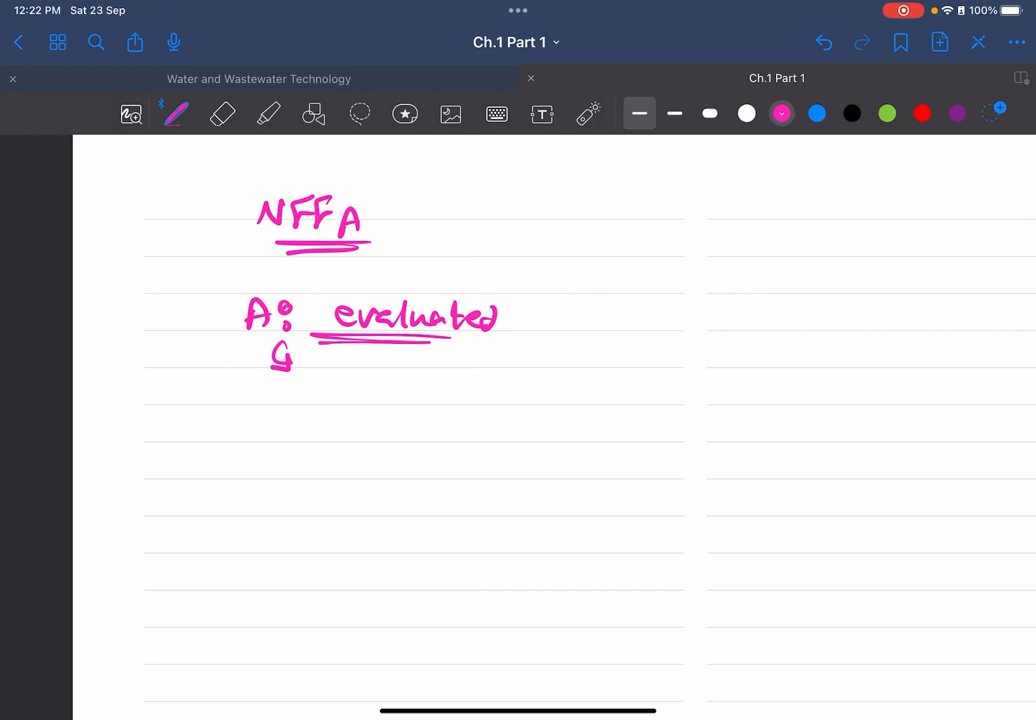 12:22 PM Sat 23 Sep
100%
Ch.1 Part 1
Water and Wastewater Technology
Ch.1 Part 1
T
NFFA
A: evaluated